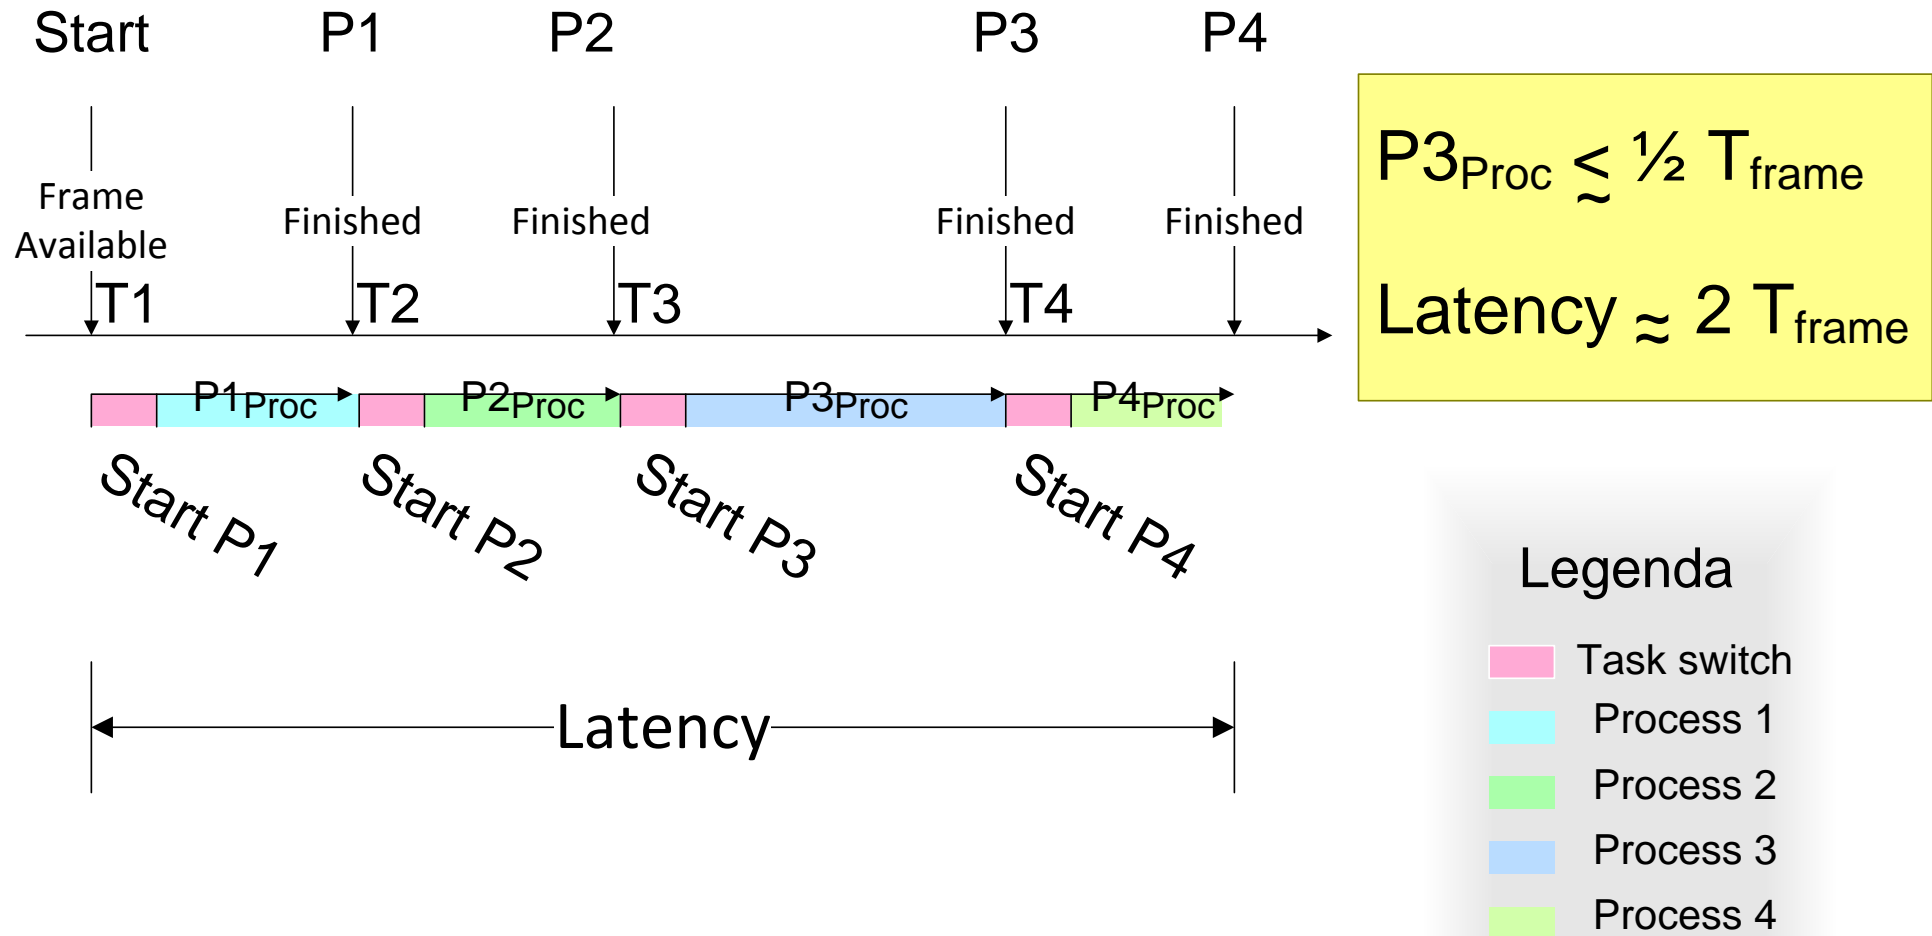 Start P1 P2 P3 P4
Frame
Available
Finished Finished Finished Finished
T1 T2 T3 T4
P1Proc P2Proc P3Proc P4Proc
Start P1 Start P2 Start P3 Start P4
Latency
P3Proc ≲ ½ Tframe
Latency ≈ 2 Tframe
Legenda
Task switch
Process 1
Process 2
Process 3
Process 4